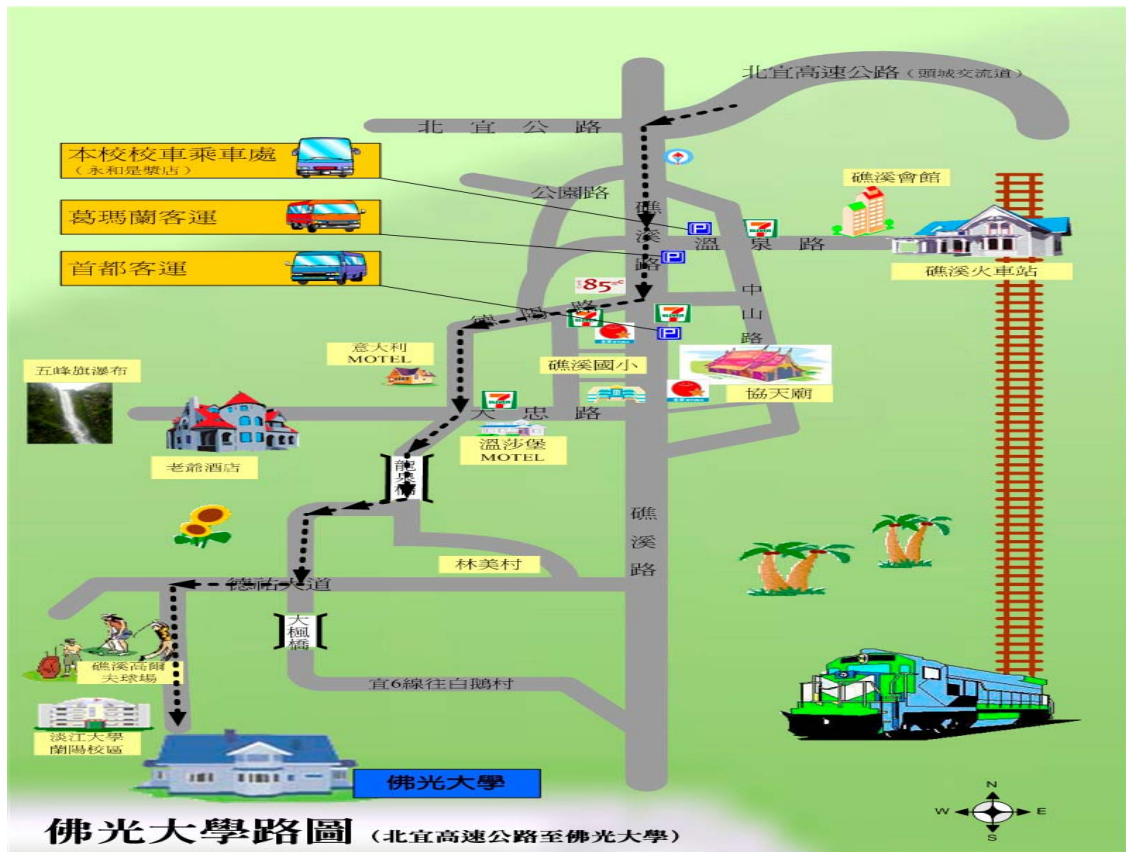 北宜高速公路（頭城交流道）
北宜公路
本校校車乘車處
（永和豆漿店）
公園路
礁溪會館
葛瑪蘭客運
礁溪路
溫泉路
首都客運
礁溪火車站
85°C
德陽路
中山路
意大利
MOTEL
礁溪國小
五峰旗瀑布
協天廟
大忠路
溫莎堡
MOTEL
老爺酒店
龍泉橋
礁溪路
林美村
德祐大道
大楓橋
礁溪高爾
夫球場
宜6線往白鵝村
淡江大學
蘭陽校區
佛光大學
N
W
E
S
佛光大學路圖（北宜高速公路至佛光大學）